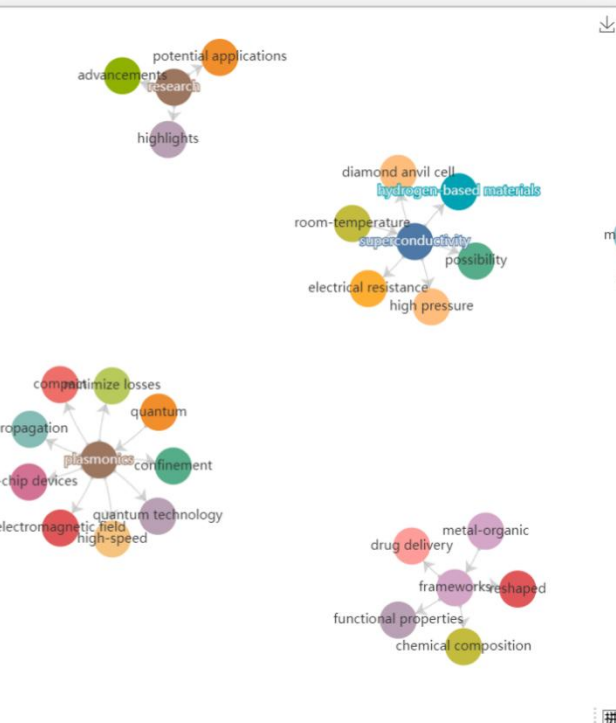 potential applications
advancements
research
highlights
diamond anvil cell
hydrogen-based materials
room-temperature
m
superconductivity
possibility
electrical resistance
high pressure
compact
minimize losses
quantum
ropagation
plasmonics
confinement
-chip devices
quantum technology
electromagnetic field
high-speed
metal-organic
drug delivery
frameworks
reshaped
functional properties
chemical composition